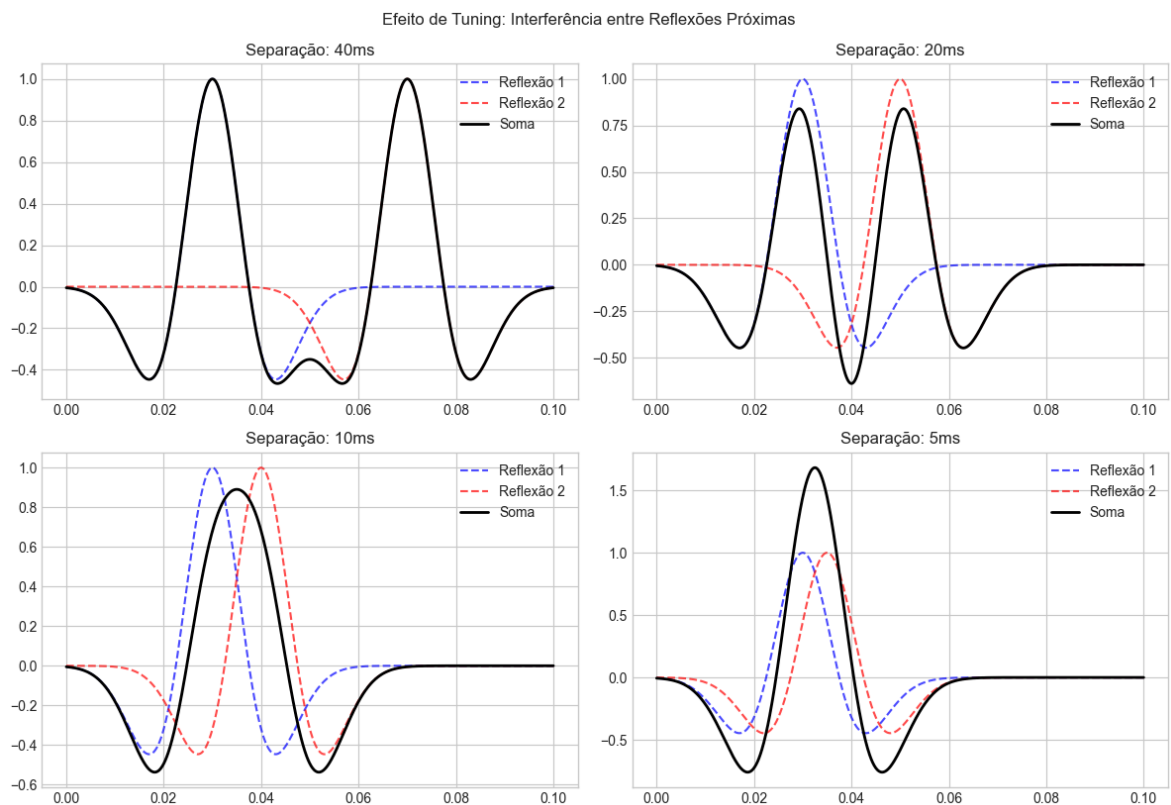 Efeito de Tuning: Interferência entre Reflexões Próximas
Separação: 40ms
1.0
0.8
0.6
0.4
0.2
0.0
−0.2
−0.4
0.00 0.02 0.04 0.06 0.08 0.10
Reflexão 1
Reflexão 2
Soma
Separação: 20ms
1.00
0.75
0.50
0.25
0.00
−0.25
−0.50
0.00 0.02 0.04 0.06 0.08 0.10
Reflexão 1
Reflexão 2
Soma
Separação: 10ms
1.0
0.8
0.6
0.4
0.2
0.0
−0.2
−0.4
−0.6
0.00 0.02 0.04 0.06 0.08 0.10
Reflexão 1
Reflexão 2
Soma
Separação: 5ms
1.5
1.0
0.5
0.0
−0.5
0.00 0.02 0.04 0.06 0.08 0.10
Reflexão 1
Reflexão 2
Soma